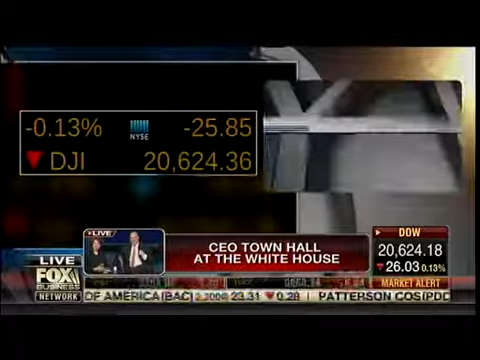 -0.13% NYSE -25.85
▼ DJI 20,624.36
LIVE
CEO TOWN HALL
AT THE WHITE HOUSE
DOW
20,624.18
▼26.03 0.13%
MARKET ALERT
LIVE
FOX
BUSINESS
NETWORK
OF AMERICA(BAC) 23.31 ▼0.28 PATTERSON COS(PDC